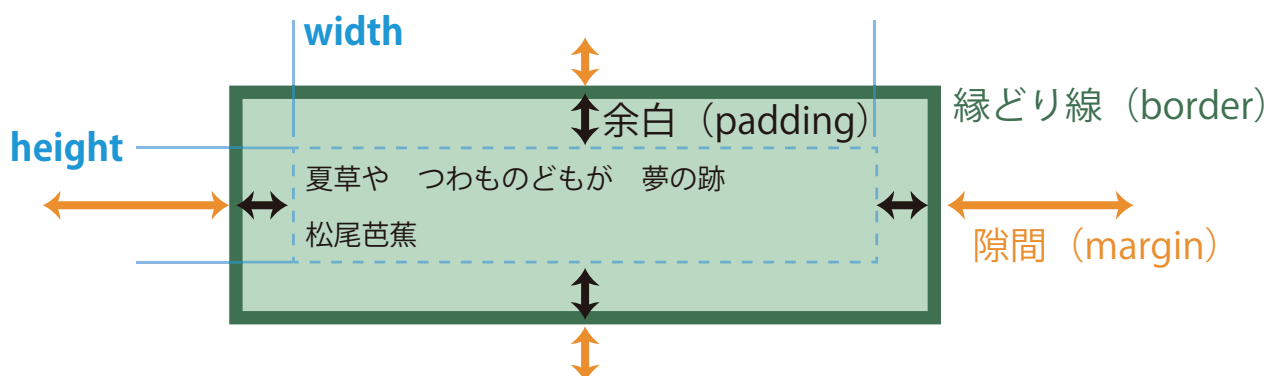 width
縁どり線（border）
余白（padding）
height
夏草や　つわものどもが　夢の跡
松尾芭蕉
隙間（margin）